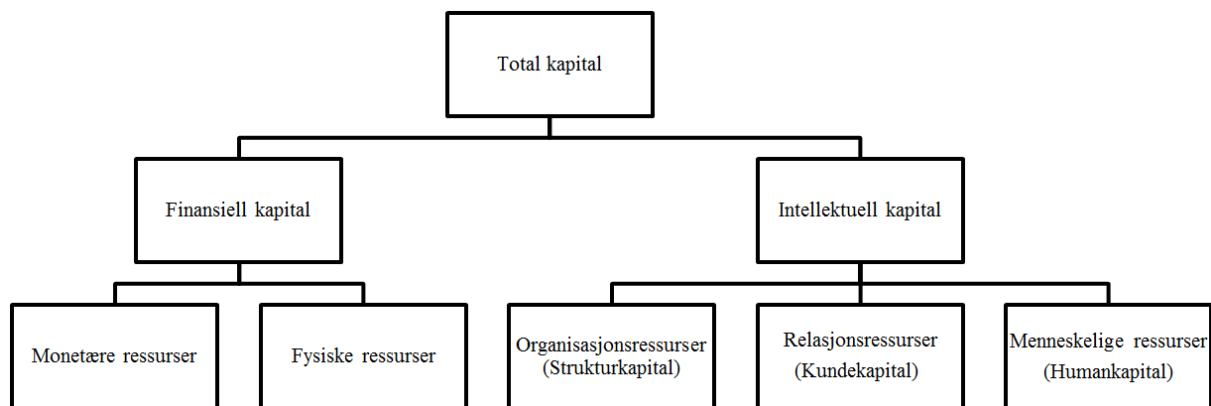 Total kapital
Finansiell kapital
Intellektuell kapital
Monetære ressurser
Fysiske ressurser
Organisasjonsressurser
(Strukturkapital)
Relasjonsressurser
(Kundekapital)
Menneskelige ressurser
(Humankapital)